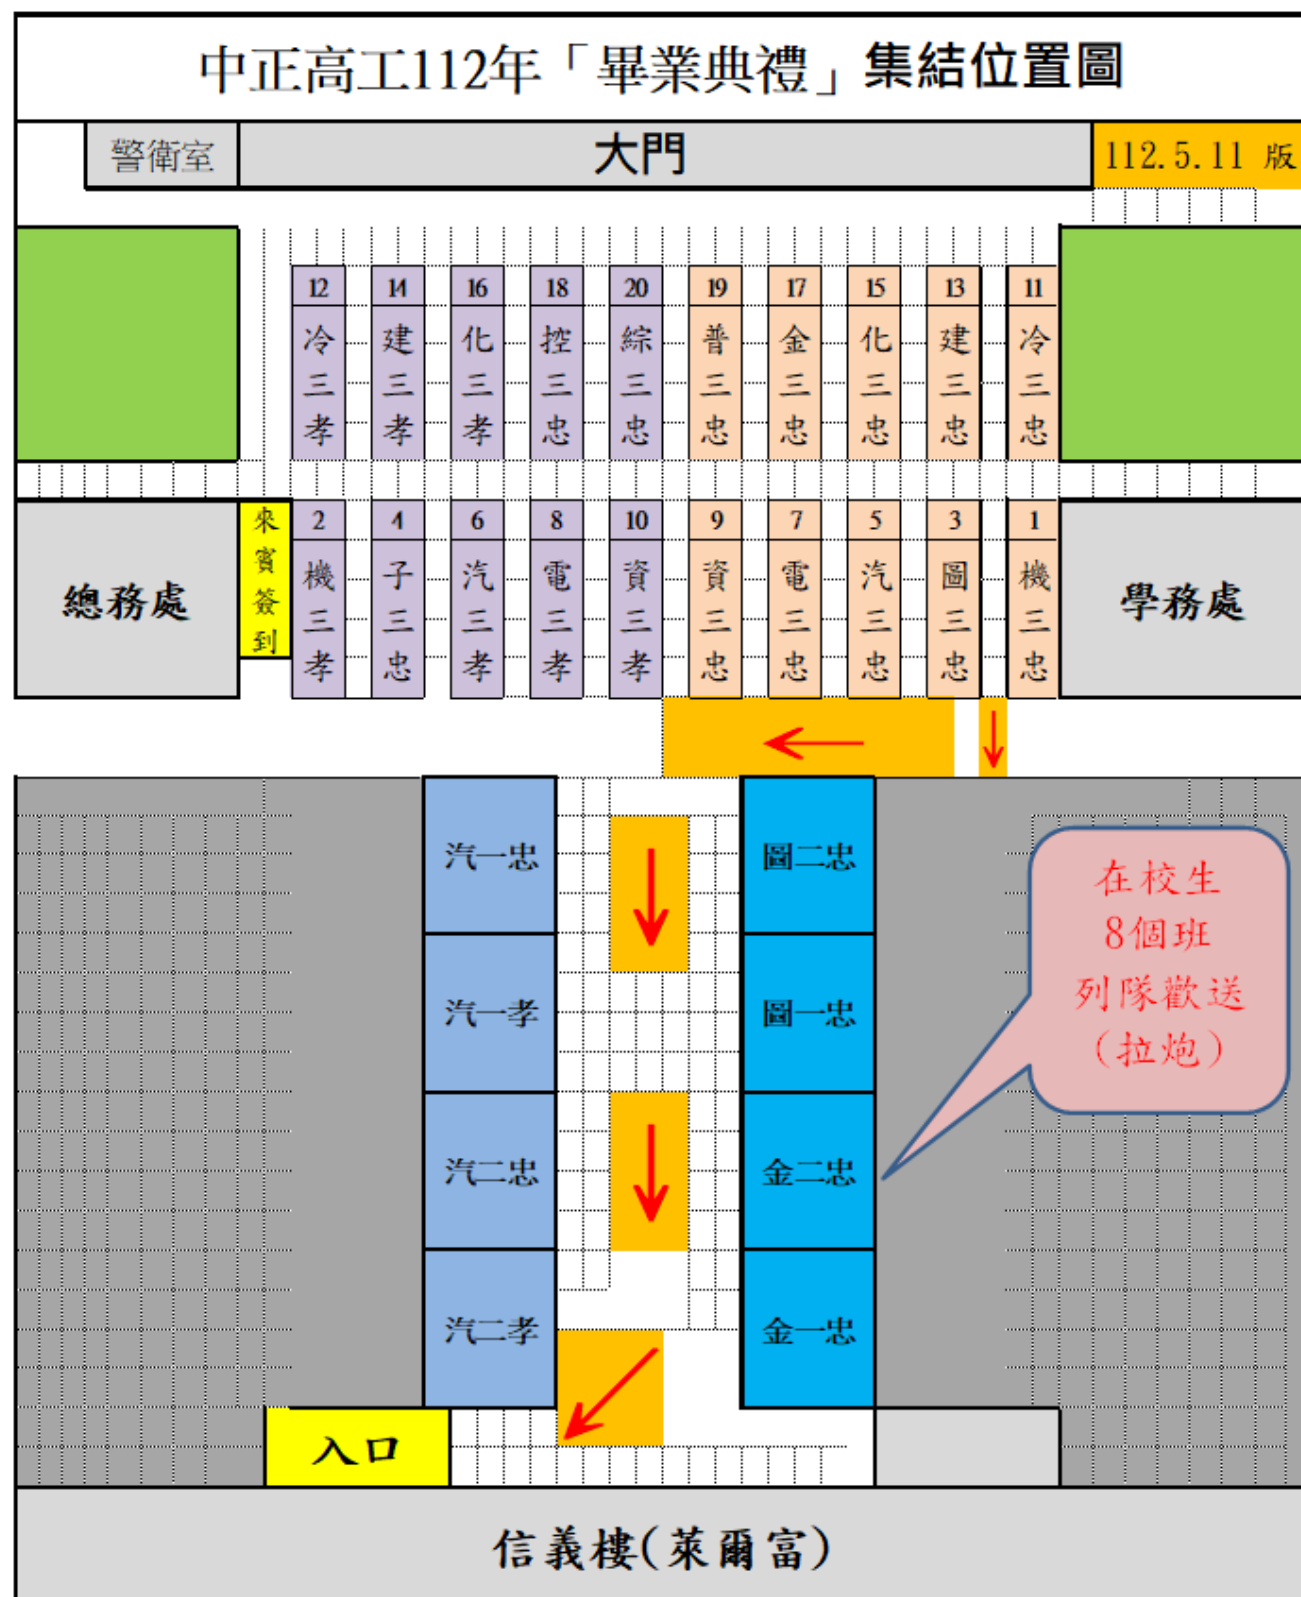 中正高工112年「畢業典禮」集結位置圖
警衛室
大門
112.5.11 版
12 14 16 18 20 19 17 15 13 11
冷三孝
建三孝
化三孝
控三忠
綜三忠
普三忠
金三忠
化三忠
建三忠
冷三忠
總務處
來賓簽到
2 4 6 8 10 9 7 5 3 1
機三孝
子三忠
汽三孝
電三孝
資三孝
資三忠
電三忠
汽三忠
圖三忠
機三忠
學務處
汽一忠
圖二忠
汽一孝
圖一忠
汽二忠
金二忠
汽二孝
金一忠
在校生
8個班
列隊歡送
(拉炮)
入口
信義樓(萊爾富)